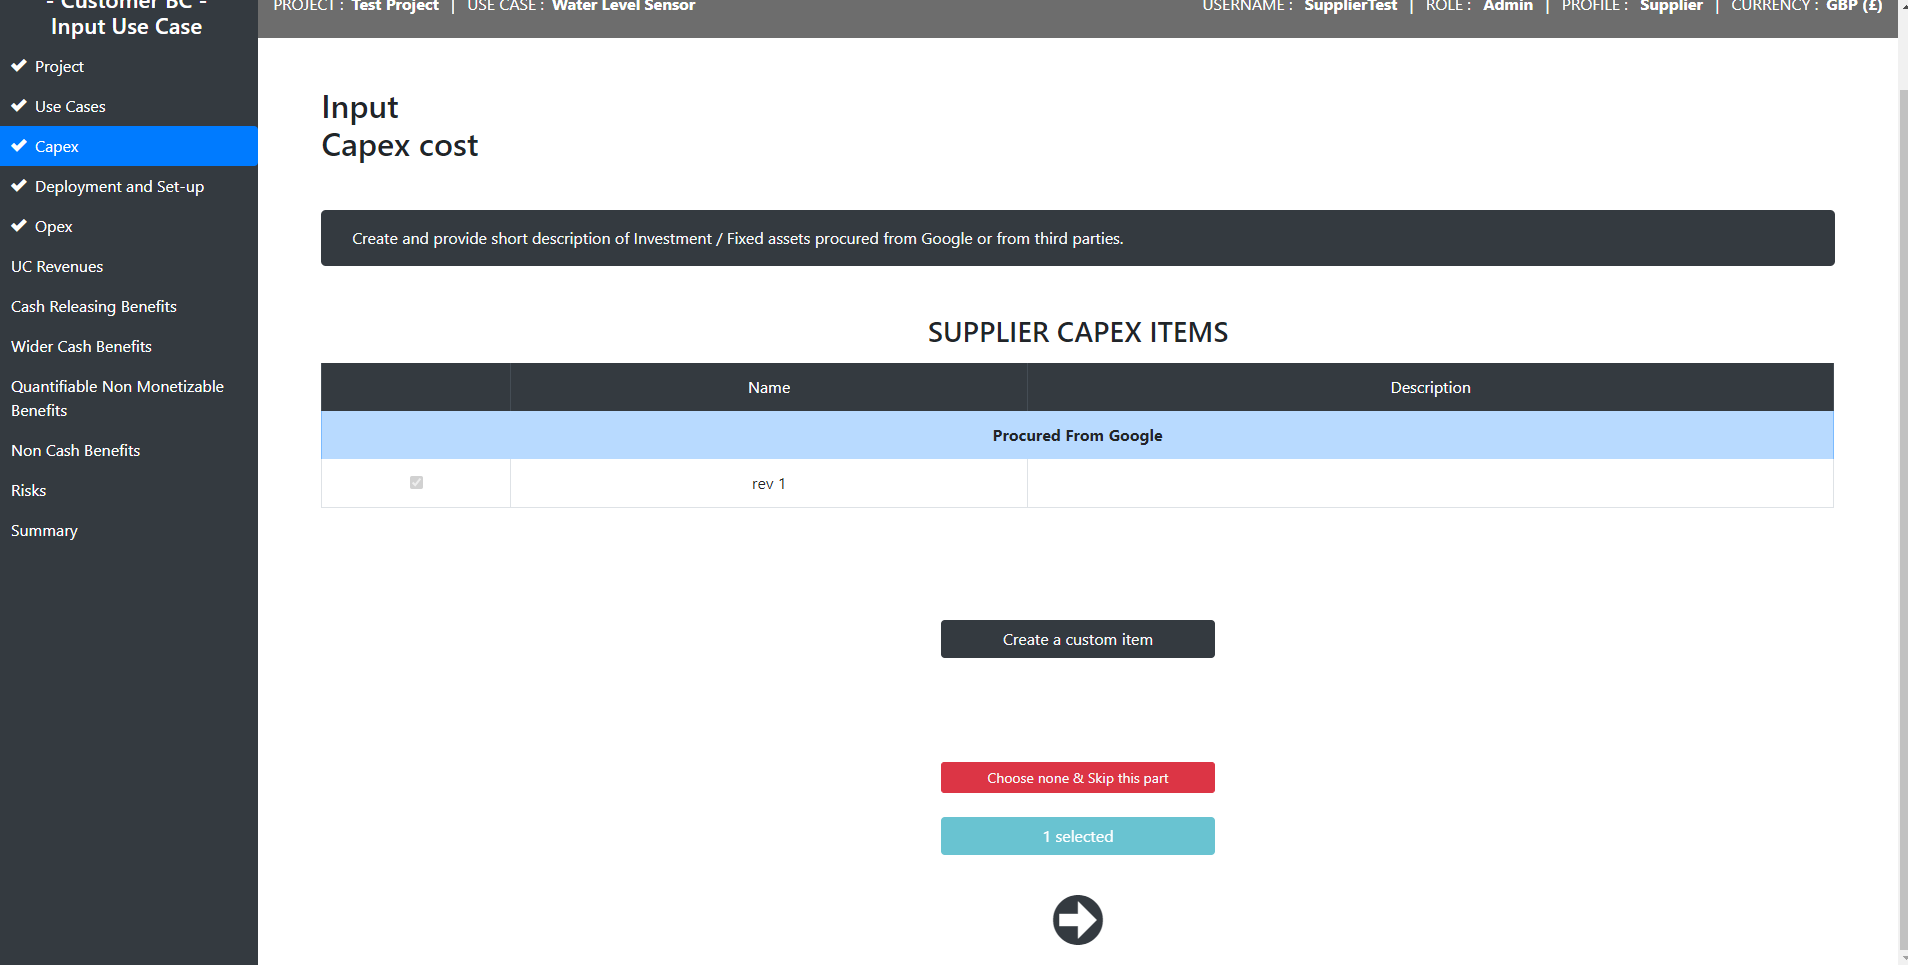 - Customer BC -
Input Use Case
Project
Use Cases
Capex
Deployment and Set-up
Opex
UC Revenues
Cash Releasing Benefits
Wider Cash Benefits
Quantifiable Non Monetizable
Benefits
Non Cash Benefits
Risks
Summary
PROJECT : Test Project | USE CASE : Water Level Sensor
USERNAME : SupplierTest | ROLE : Admin | PROFILE : Supplier | CURRENCY : GBP (£)
Input
Capex cost
Create and provide short description of Investment / Fixed assets procured from Google or from third parties.
SUPPLIER CAPEX ITEMS
Name Description
Procured From Google
rev 1
Create a custom item
Choose none & Skip this part
1 selected